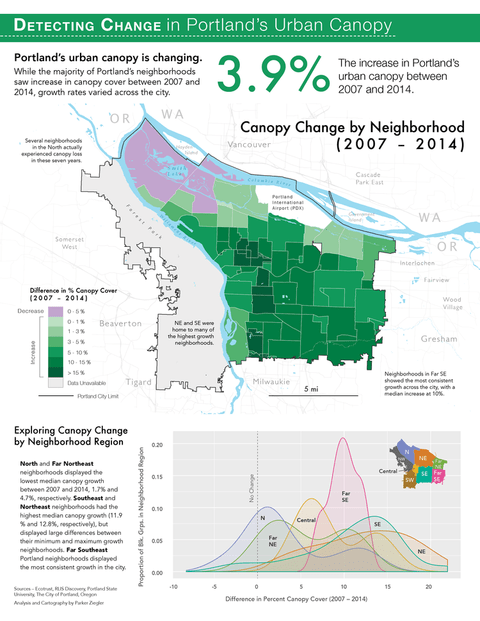 DETECTING CHANGE in Portland's Urban Canopy
Portland's urban canopy is changing.
While the majority of Portland's neighborhoods
saw increase in canopy cover between 2007 and
2014, growth rates varied across the city.
3.9%
The increase in Portland's
urban canopy between
2007 and 2014.
Canopy Change by Neighborhood
(2007 – 2014)
Several neighborhoods
in the North actually
experienced canopy loss
in these seven years.
OR
WA
Vancouver
Cascade
Park East
Smith
Lake
Columbia River
Portland
International
Airport (PDX)
Government
Island
Forest Park
WA
OR
Somerset
West
Interlachen
Fairview
Wood
Village
Gresham
Beaverton
Tigard
Milwaukie
5 mi
NE and SE were
home to many of
the highest growth
neighborhoods.
Neighborhoods in Far SE
showed the most consistent
growth across the city, with a
median increase at 10%.
Difference in % Canopy Cover
(2007 – 2014)
Decrease
0 - 5 %
0 - 1 %
1 - 3 %
3 - 5 %
5 - 10 %
10 - 15 %
> 15 %
Increase
Data Unavailable
Portland City Limit
Exploring Canopy Change
by Neighborhood Region
North and Far Northeast
neighborhoods displayed the
lowest median canopy growth
between 2007 and 2014, 1.7% and
4.7%, respectively. Southeast and
Northeast neighborhoods had the
highest median canopy growth (11.9
% and 12.8%, respectively), but
displayed large differences between
their minimum and maximum growth
neighborhoods. Far Southeast
Portland neighborhoods displayed
the most consistent growth in the city.
Sources – Ecotrust, RLIS Discovery, Portland State
University, The City of Portland, Oregon
Analysis and Cartography by Parker Ziegler
Proportion of Blk. Grps. in Neighborhood Region
0.20
0.15
0.10
0.05
0.00
No Change
N
Far
NE
Central
Far
SE
SE
NE
N
NW
NE
Far
NE
Central
SE
Far
SE
SW
-10
-5
0
5
10
15
20
Difference in Percent Canopy Cover (2007 – 2014)